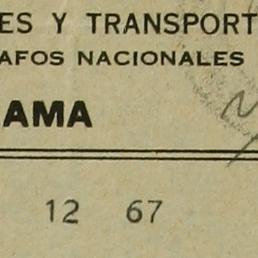 ES Y TRANSPORT
AFOS NACIONALES
AMA
12 67